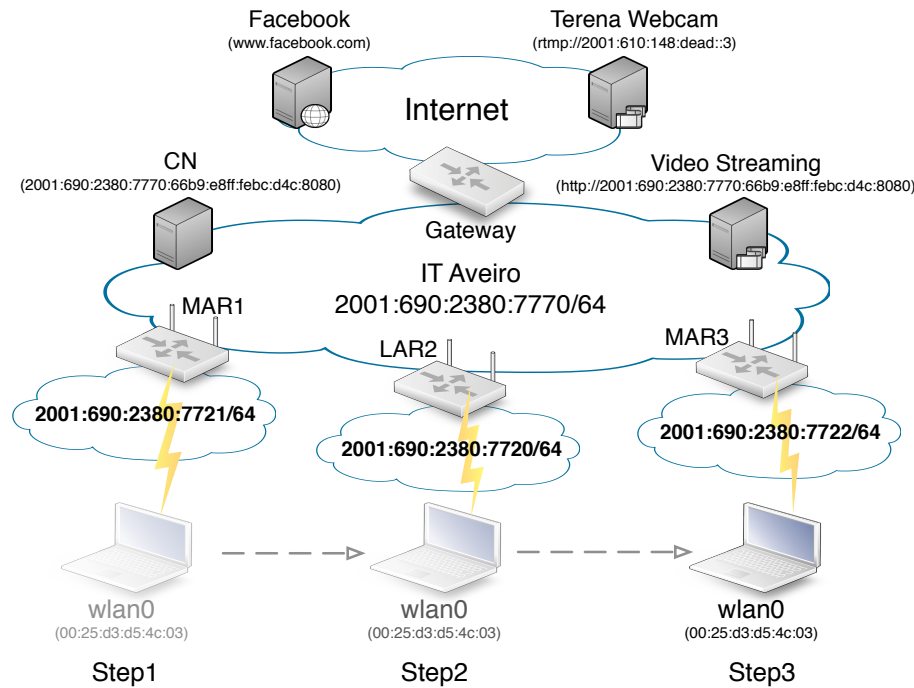 Facebook
(www.facebook.com)
Terena Webcam
(rtmp://2001:610:148:dead::3)
Internet
CN
(2001:690:2380:7770:66b9:e8ff:febc:d4c:8080)
Video Streaming
(http://2001:690:2380:7770:66b9:e8ff:febc:d4c:8080)
Gateway
IT Aveiro
2001:690:2380:7770/64
MAR1
LAR2
MAR3
2001:690:2380:7721/64
2001:690:2380:7720/64
2001:690:2380:7722/64
wlan0
(00:25:d3:d5:4c:03)
wlan0
(00:25:d3:d5:4c:03)
wlan0
(00:25:d3:d5:4c:03)
Step1
Step2
Step3